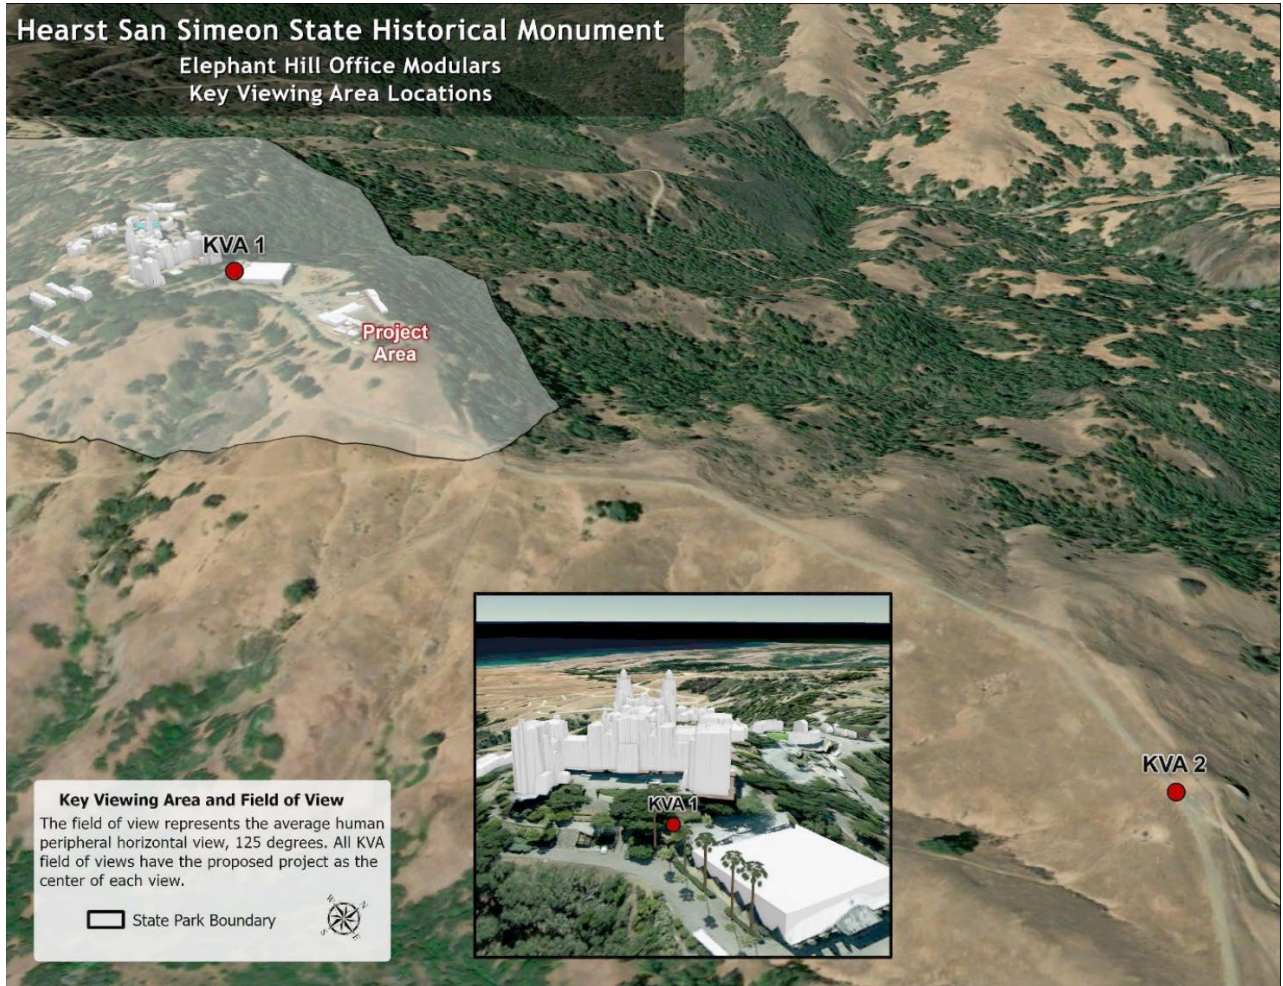 Hearst San Simeon State Historical Monument
Elephant Hill Office Modulars
Key Viewing Area Locations
KVA 1
Project
Area
KVA 2
KVA 1
Key Viewing Area and Field of View
The field of view represents the average human
peripheral horizontal view, 125 degrees. All KVA
field of views have the proposed project as the
center of each view.
State Park Boundary
W N
S E